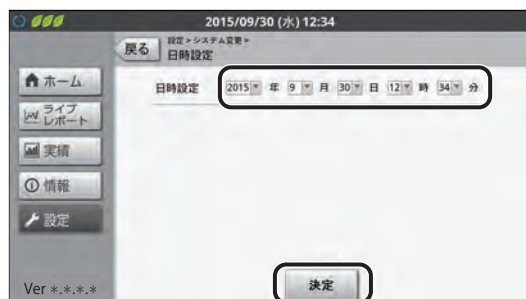 2015/09/30 (水) 12:34
戻る
設定 > システム変更 >
日時設定
ホーム
ライブ
レポート
実績
情報
設定
Ver *.*.*.*
日時設定 2015 年 9 月 30 日 12 時 34 分
決定